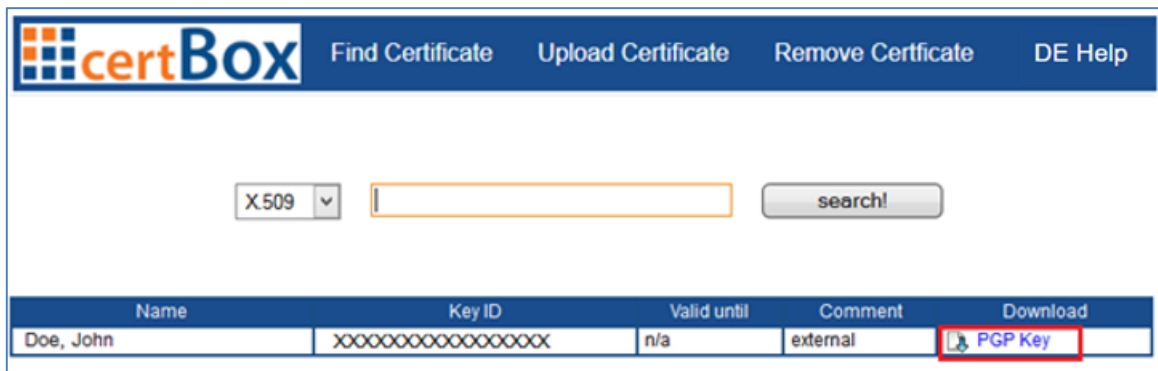 certBox Find Certificate Upload Certificate Remove Certficate DE Help
X.509 search!
Name Key ID Valid until Comment Download
Doe, John XXXXXXXXXXXXXXXX n/a external PGP Key